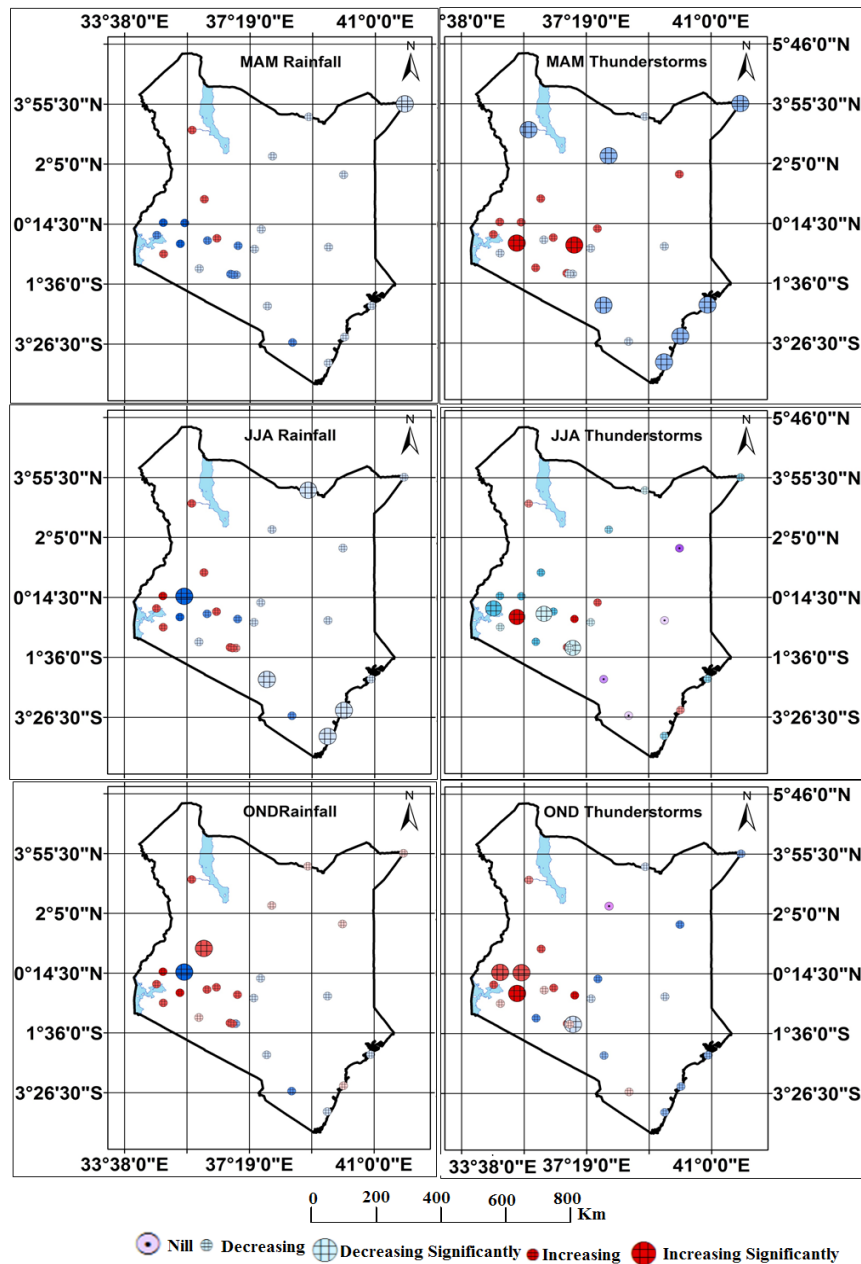 33°38'0"E 37°19'0"E 41°0'0"E 33°38'0"E 37°19'0"E 41°0'0"E
N N
MAM Rainfall MAM Thunderstorms 5°46'0"N
3°55'30"N 3°55'30"N
2°5'0"N 2°5'0"N
0°14'30"N 0°14'30"N
1°36'0"S 1°36'0"S
3°26'30"S 3°26'30"S
N N
JJA Rainfall JJA Thunderstorms 5°46'0"N
3°55'30"N 3°55'30"N
2°5'0"N 2°5'0"N
0°14'30"N 0°14'30"N
1°36'0"S 1°36'0"S
3°26'30"S 3°26'30"S
N N
ONDRainfall OND Thunderstorms 5°46'0"N
3°55'30"N 3°55'30"N
2°5'0"N 2°5'0"N
0°14'30"N 0°14'30"N
1°36'0"S 1°36'0"S
3°26'30"S 3°26'30"S
33°38'0"E 37°19'0"E 41°0'0"E 33°38'0"E 37°19'0"E 41°0'0"E
0 200 400 600 800
Km
Nill Decreasing Decreasing Significantly Increasing Increasing Significantly